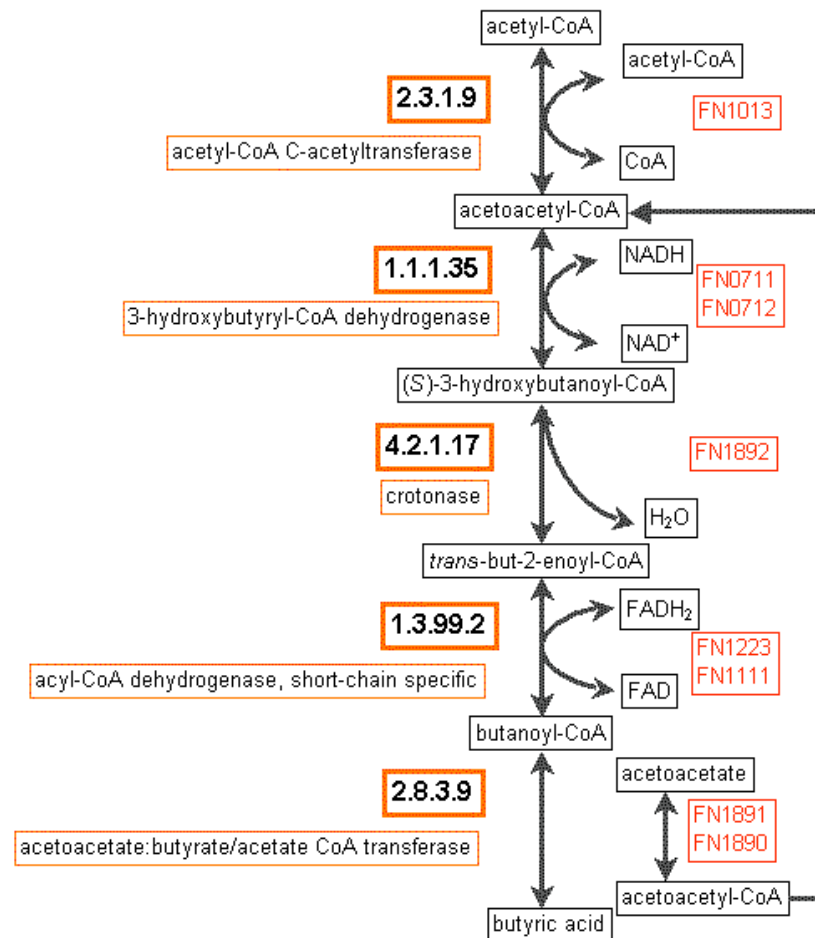 acetyl-CoA
acetyl-CoA
2.3.1.9
FN1013
acetyl-CoA C-acetyltransferase
CoA
acetoacetyl-CoA
NADH
1.1.1.35
FN0711
FN0712
3-hydroxybutyryl-CoA dehydrogenase
NAD⁺
(S)-3-hydroxybutanoyl-CoA
4.2.1.17
FN1892
crotonase
H₂O
trans-but-2-enoyl-CoA
FADH₂
1.3.99.2
FN1223
FN1111
acyl-CoA dehydrogenase, short-chain specific
FAD
butanoyl-CoA
acetoacetate
2.8.3.9
FN1891
FN1890
acetoacetate:butyrate/acetate CoA transferase
acetoacetyl-CoA
butyric acid